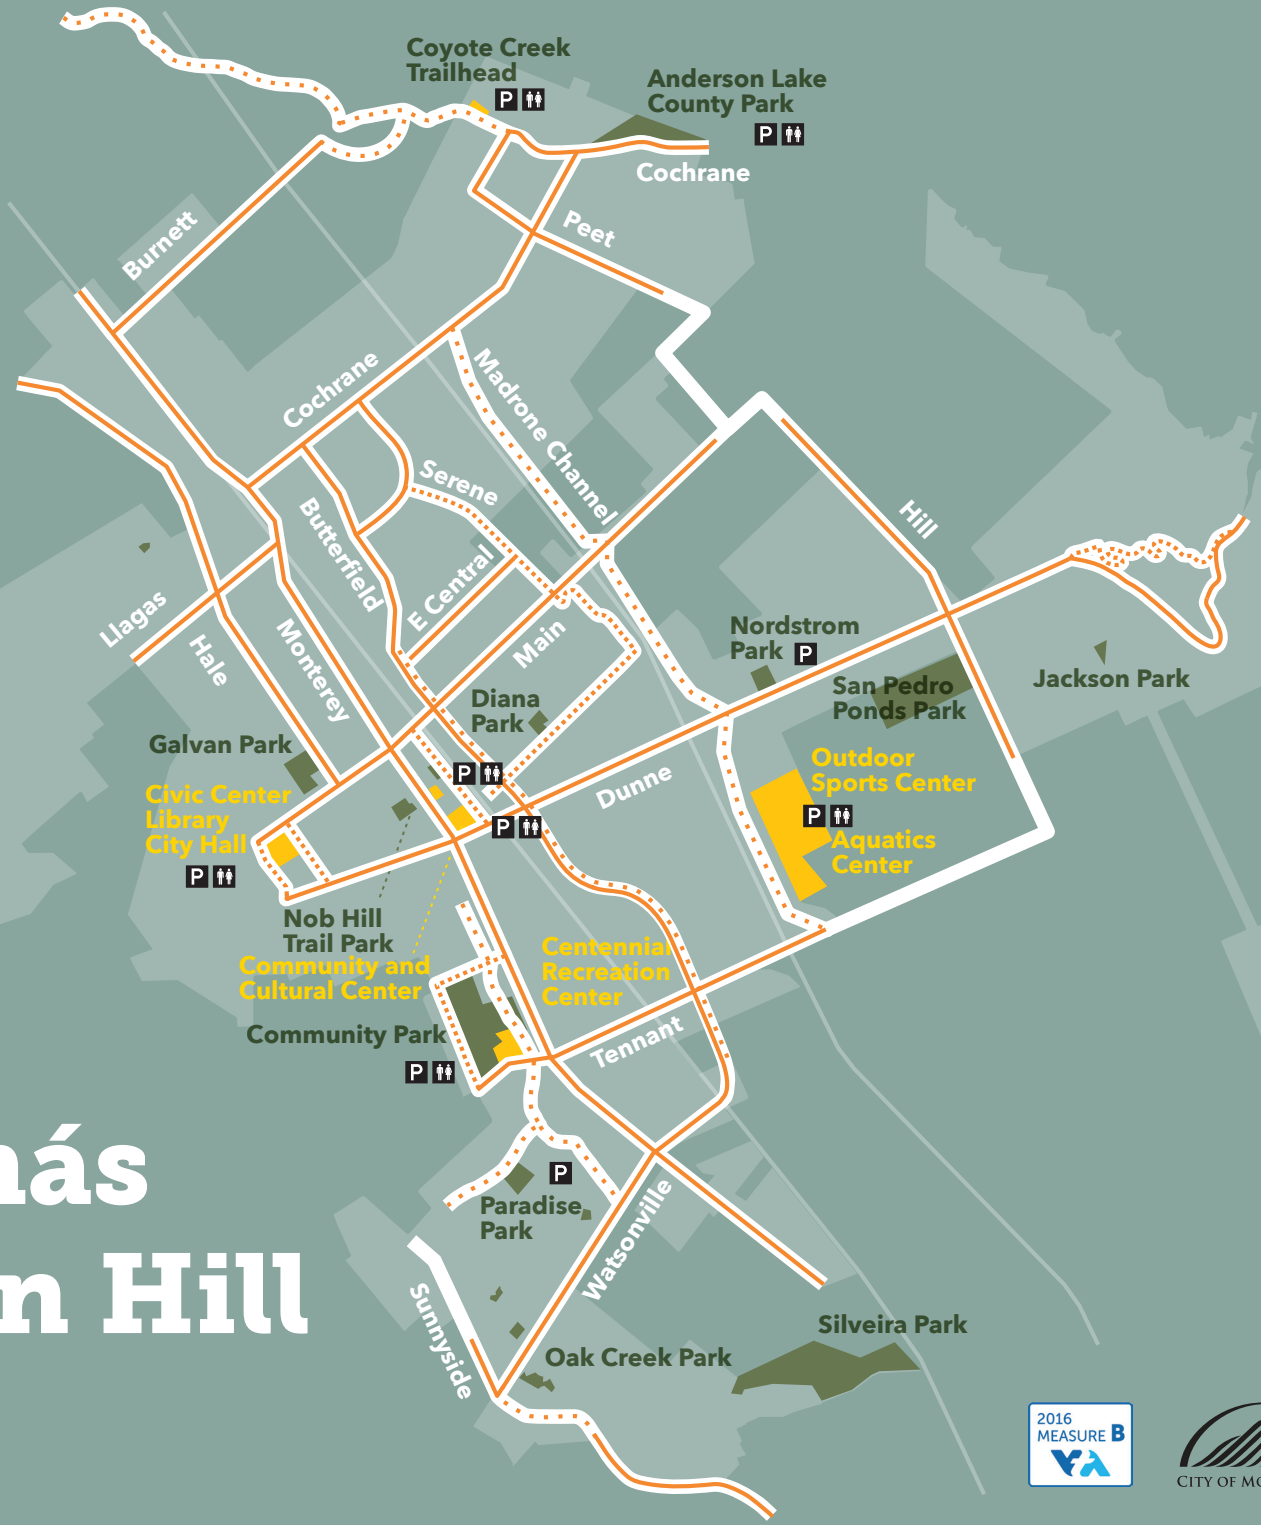 Coyote Creek
Trailhead
P
Anderson Lake
County Park
P
Cochrane
Peet
Burnett
Cochrane
Madrone Channel
Serene
Hill
Butterfield
E Central
Llagas
Hale
Monterey
Main
Nordstrom
Park P
Diana
Park
San Pedro
Ponds Park
Jackson Park
Galvan Park
P
Outdoor
Sports Center
Dunne
Civic Center
Library
City Hall
P
P
P
Aquatics
Center
Nob Hill
Trail Park
Community and
Cultural Center
Centennial
Recreation
Center
Community Park
P
Tennant
P
Paradise
Park
Watsonville
Sunnyside
Silveira Park
Oak Creek Park
ás
n Hill
2016
MEASURE B
VTA
CITY OF MO